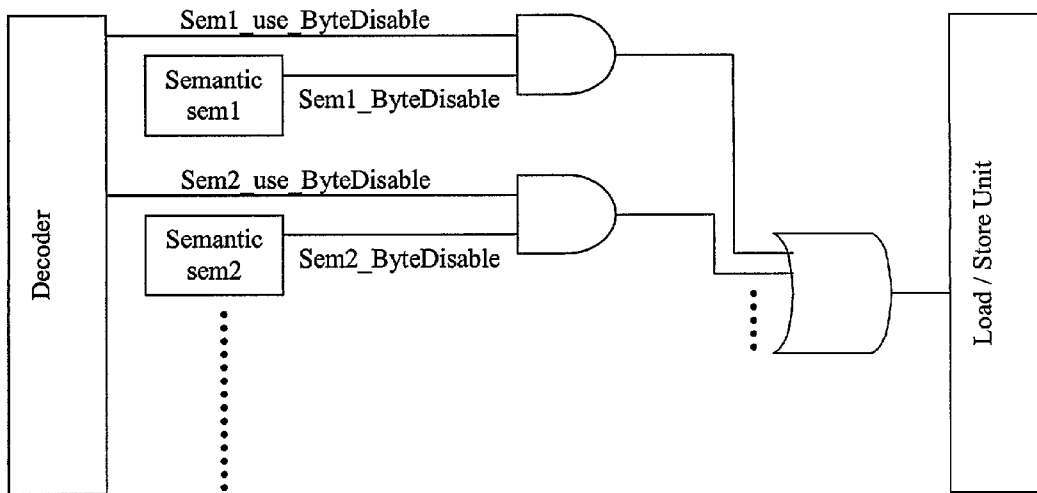 Decoder
Sem1_use_ByteDisable
Semantic
sem1
Sem1_ByteDisable
Sem2_use_ByteDisable
Semantic
sem2
Sem2_ByteDisable
Load / Store Unit